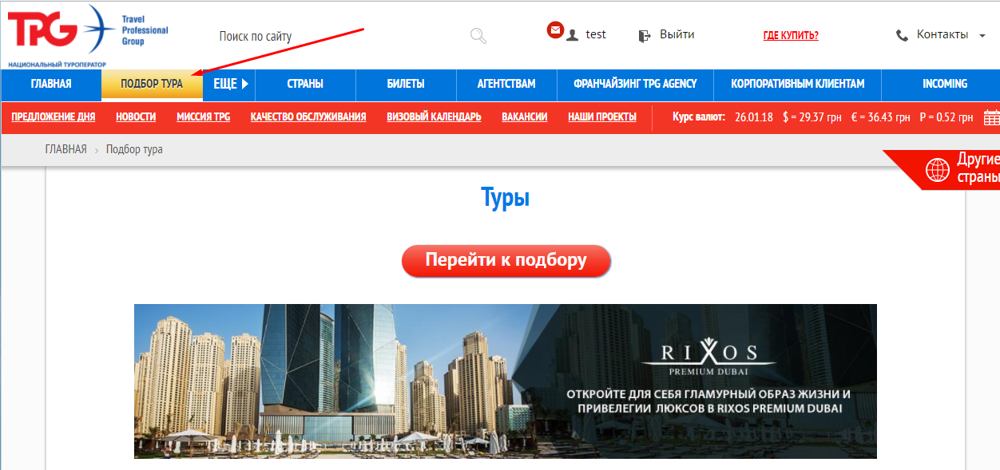 TPG
Travel
Professional
Group
НАЦИОНАЛЬНЫЙ ТУРОПЕРАТОР
Поиск по сайту
test
Выйти
ГДЕ КУПИТЬ?
Контакты
ГЛАВНАЯ
ПОДБОР ТУРА
ЕЩЕ
СТРАНЫ
БИЛЕТЫ
АГЕНТСТВАМ
ФРАНЧАЙЗИНГ TPG AGENCY
КОРПОРАТИВНЫМ КЛИЕНТАМ
INCOMING
ПРЕДЛОЖЕНИЕ ДНЯ
НОВОСТИ
МИССИЯ TPG
КАЧЕСТВО ОБСЛУЖИВАНИЯ
ВИЗОВЫЙ КАЛЕНДАРЬ
ВАКАНСИИ
НАШИ ПРОЕКТЫ
Курс валют: 26.01.18 $ = 29.37 грн € = 36.43 грн Р = 0.52 грн
ГЛАВНАЯ › Подбор тура
Другие
страны
Туры
Перейти к подбору
RIXOS
PREMIUM DUBAI
ОТКРОЙТЕ ДЛЯ СЕБЯ ГЛАМУРНЫЙ ОБРАЗ ЖИЗНИ И
ПРИВЕЛЕГИИ ЛЮКСОВ В RIXOS PREMIUM DUBAI